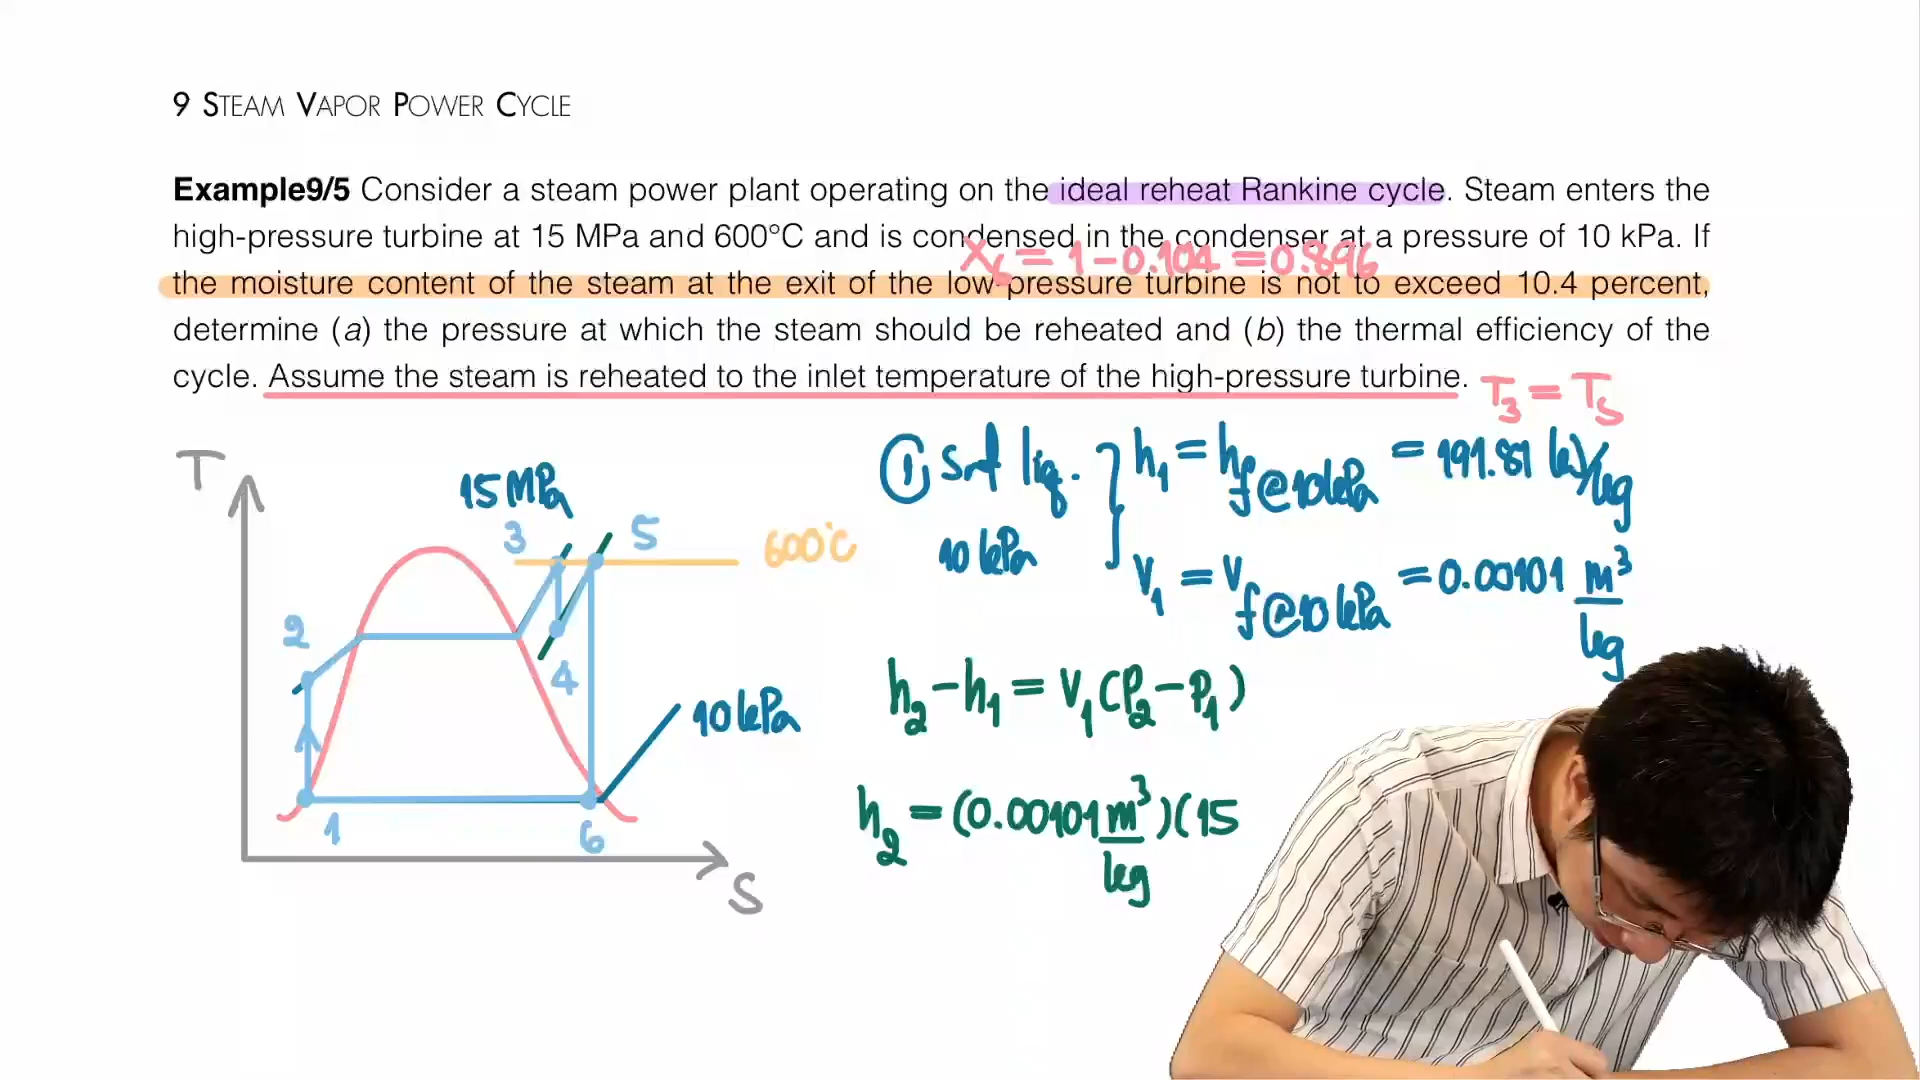 9 STEAM VAPOR POWER CYCLE
Example9/5 Consider a steam power plant operating on the ideal reheat Rankine cycle. Steam enters the
high-pressure turbine at 15 MPa and 600°C and is condensed in the condenser at a pressure of 10 kPa. If
x₆ = 1-0.104 = 0.896
the moisture content of the steam at the exit of the low-pressure turbine is not to exceed 10.4 percent,
determine (a) the pressure at which the steam should be reheated and (b) the thermal efficiency of the
cycle. Assume the steam is reheated to the inlet temperature of the high-pressure turbine.
T₃ = T₅
T
15 MPa
3
5
600°C
2
4
10 kPa
1
6
S
① sat liq. } h₁ = hf@10kPa = 191.81 kJ/kg
10 kPa
v₁ = vf@10kPa = 0.00101 m³/kg
h₂-h₁ = v₁(P₂-P₁)
h₂ = (0.00101 m³/kg)(15